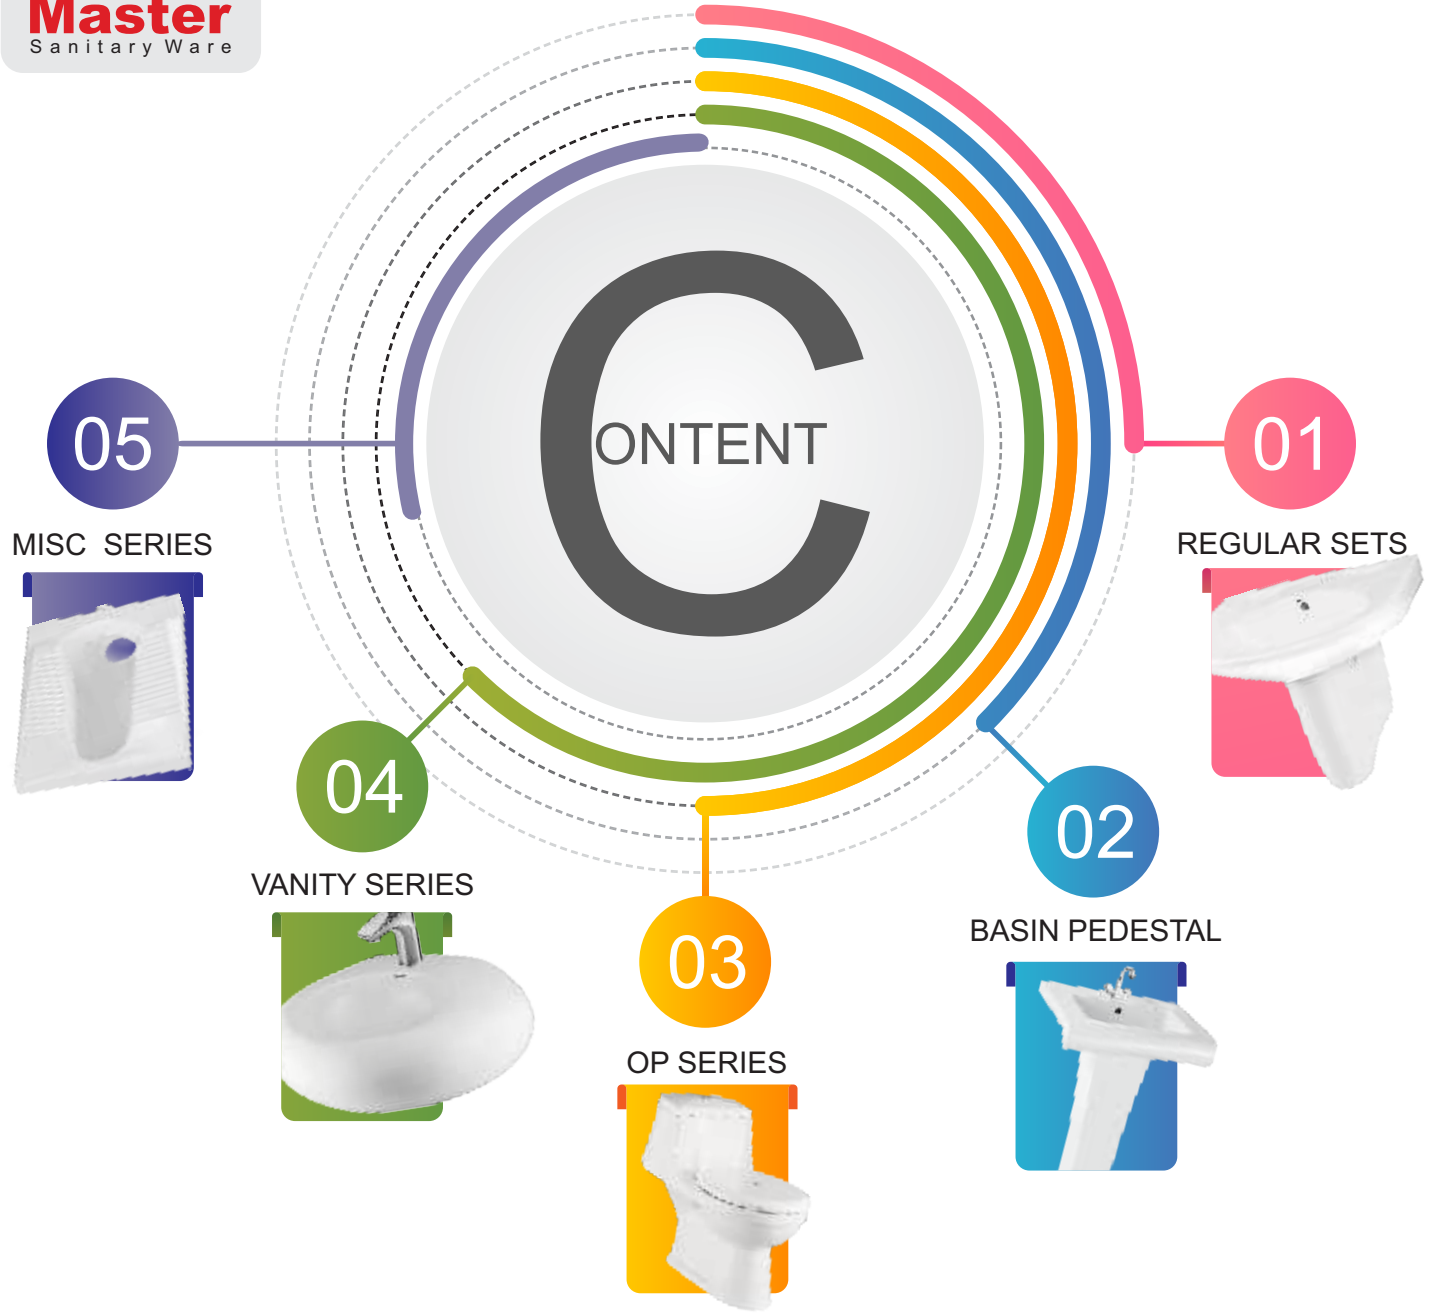 Master
Sanitary Ware
CONTENT
01
REGULAR SETS
02
BASIN PEDESTAL
03
OP SERIES
04
VANITY SERIES
05
MISC SERIES